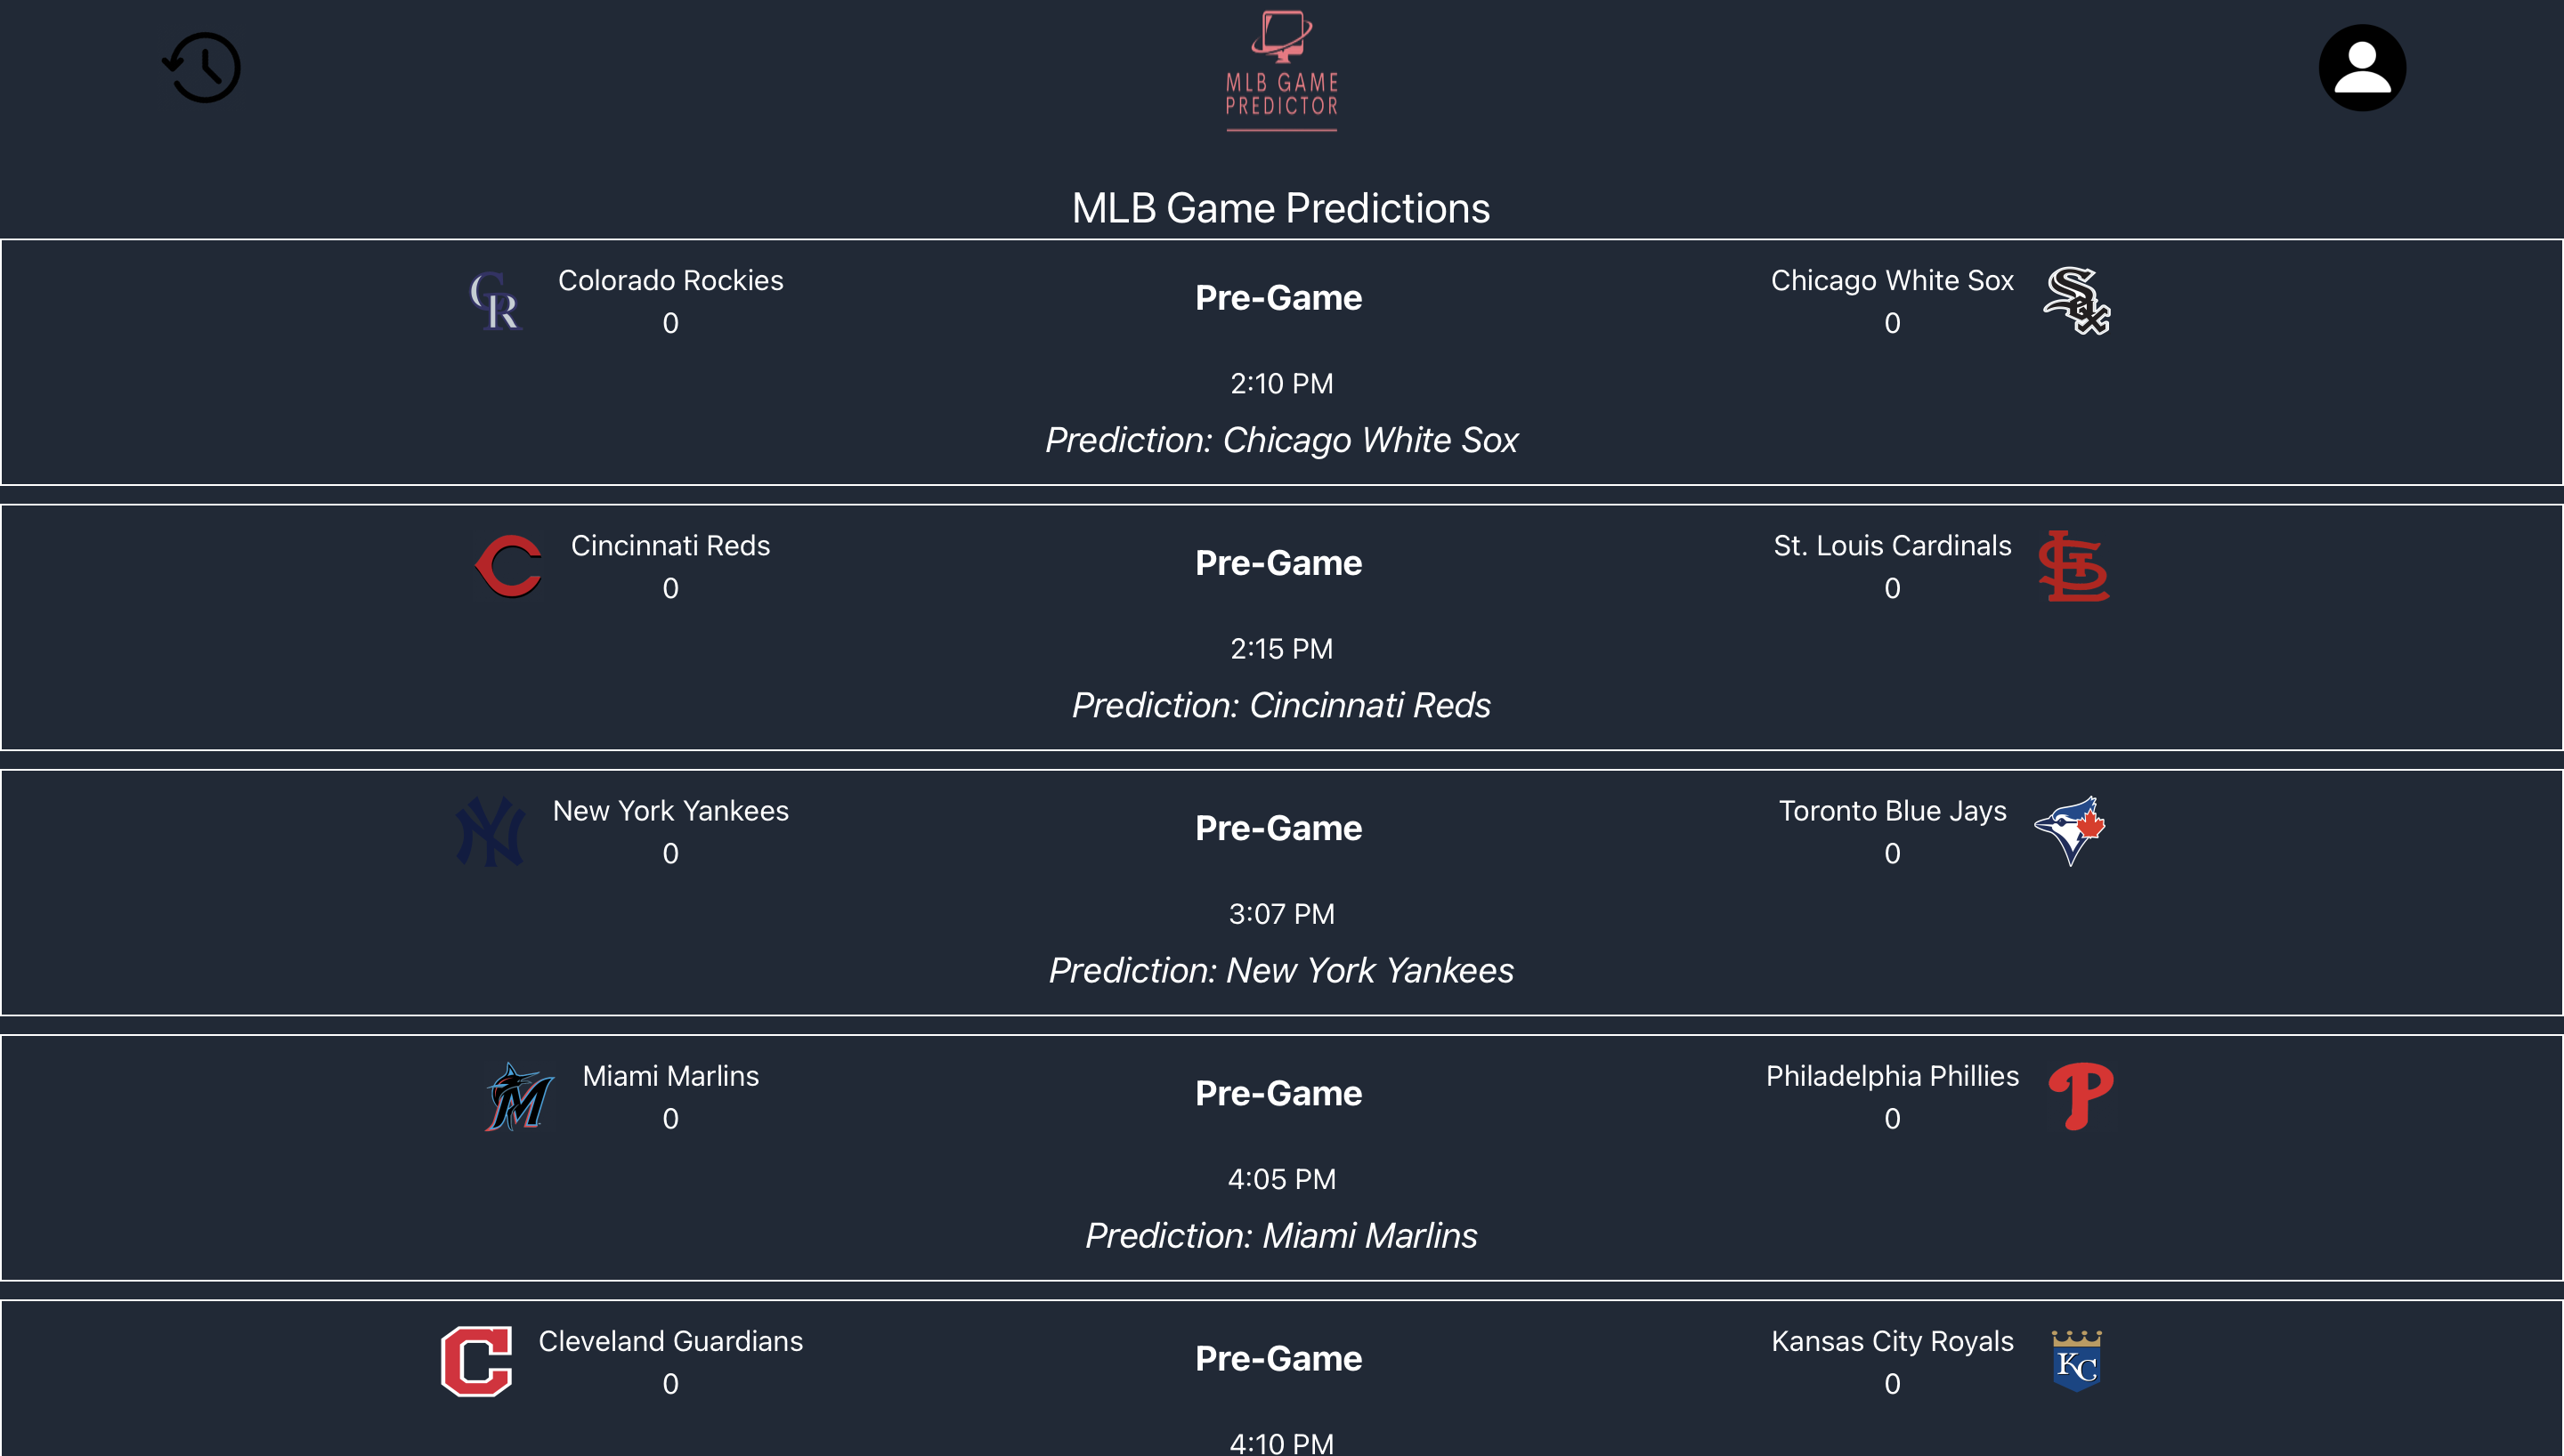 MLB GAME
PREDICTOR
MLB Game Predictions
Colorado Rockies
0
Pre-Game
Chicago White Sox
0
2:10 PM
Prediction: Chicago White Sox
Cincinnati Reds
0
Pre-Game
St. Louis Cardinals
0
2:15 PM
Prediction: Cincinnati Reds
New York Yankees
0
Pre-Game
Toronto Blue Jays
0
3:07 PM
Prediction: New York Yankees
Miami Marlins
0
Pre-Game
Philadelphia Phillies
0
4:05 PM
Prediction: Miami Marlins
Cleveland Guardians
0
Pre-Game
Kansas City Royals
0
4:10 PM